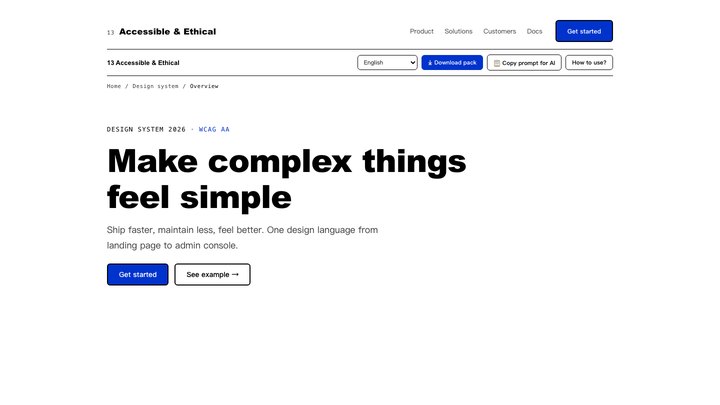 13 Accessible & Ethical
Product Solutions Customers Docs Get started
13 Accessible & Ethical
English Download pack Copy prompt for AI How to use?
Home / Design system / Overview
DESIGN SYSTEM 2026 · WCAG AA
Make complex things
feel simple
Ship faster, maintain less, feel better. One design language from
landing page to admin console.
Get started See example →